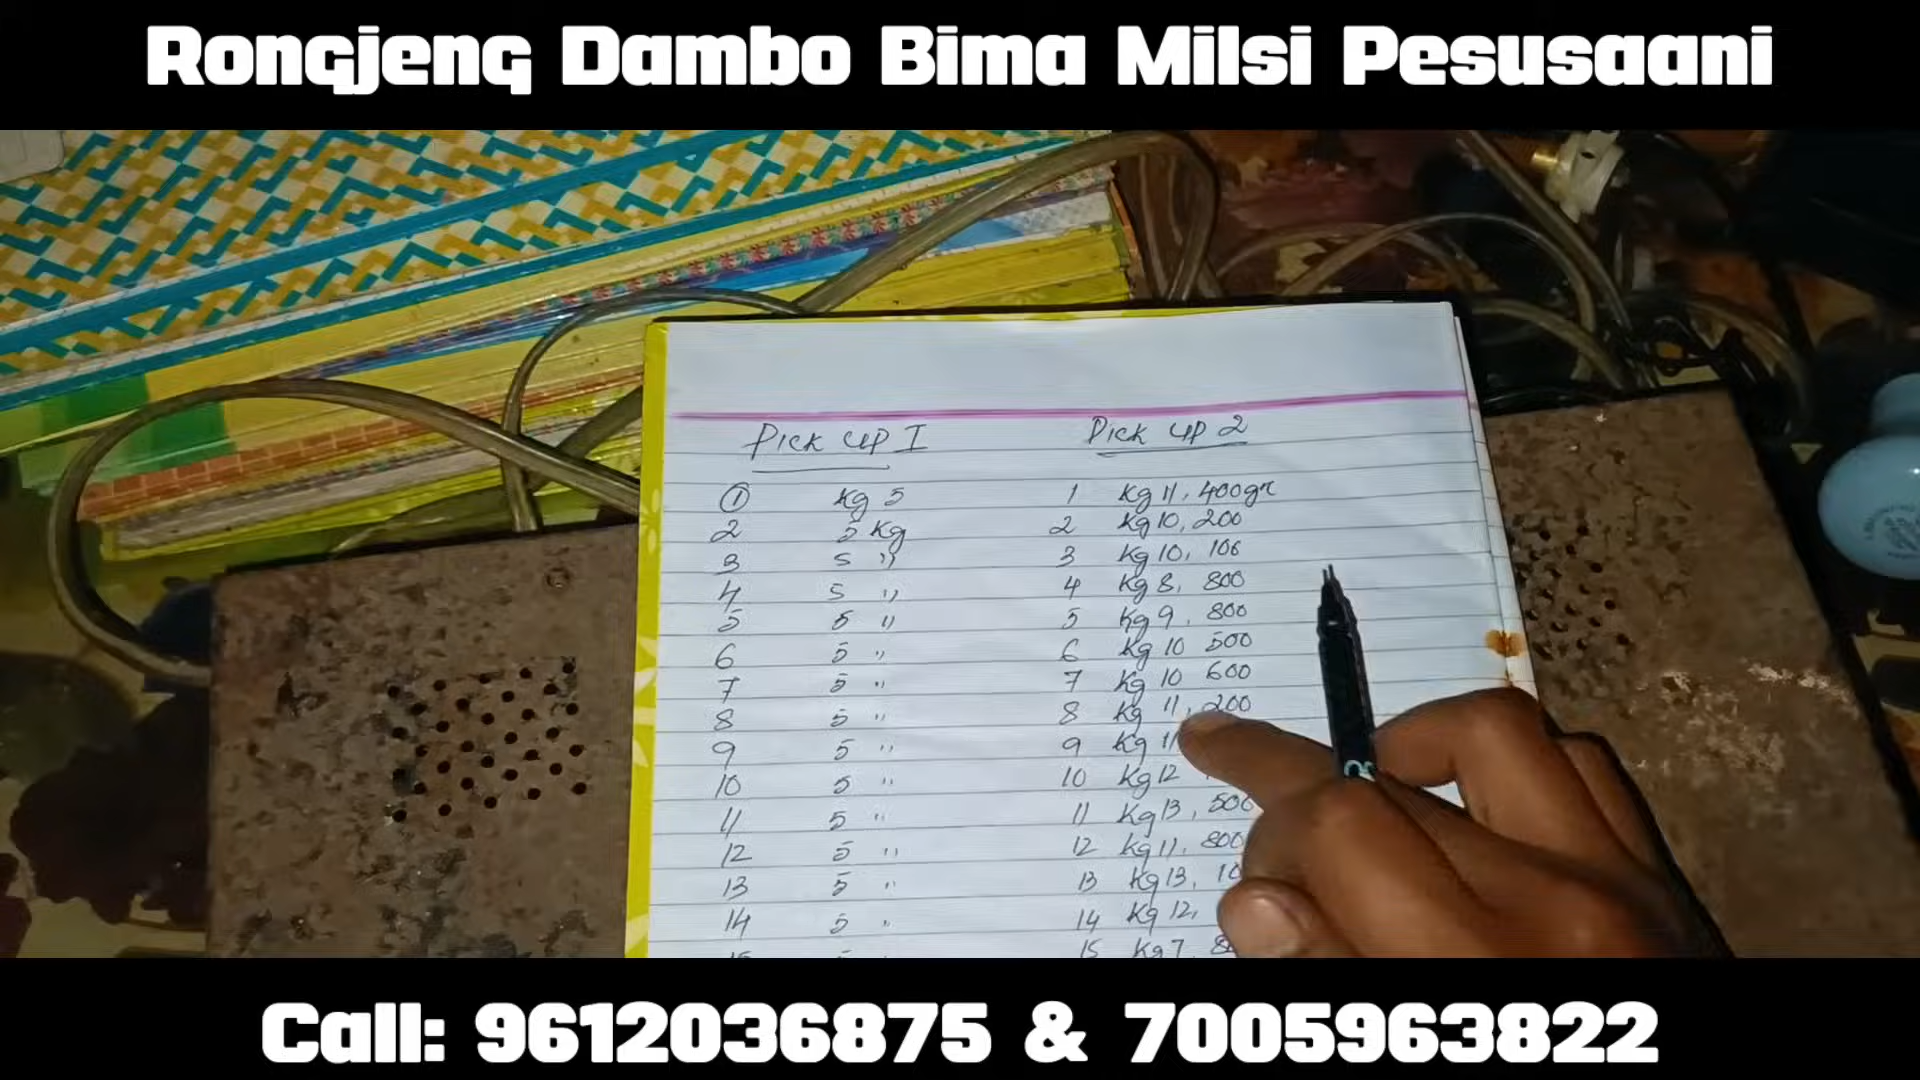 Rongjeng Dambo Bima Milsi Pesusaani
Pick up I Pick up 2
1 Kg 5 1 Kg 11, 400gr
2 5 Kg 2 Kg 10, 200
3 5 " 3 Kg 10, 100
4 5 " 4 Kg 8, 800
5 5 " 5 Kg 9, 800
6 5 " 6 Kg 10 500
7 5 " 7 Kg 10 600
8 5 " 8 Kg 11, 200
9 5 " 9 Kg 11
10 5 " 10 Kg 12
11 5 " 11 Kg 13, 500
12 5 " 12 Kg 11, 800
13 5 " 13 Kg 13, 10
14 5 " 14 Kg 12,
15 Kg 7,
Call: 9612036875 & 7005963822